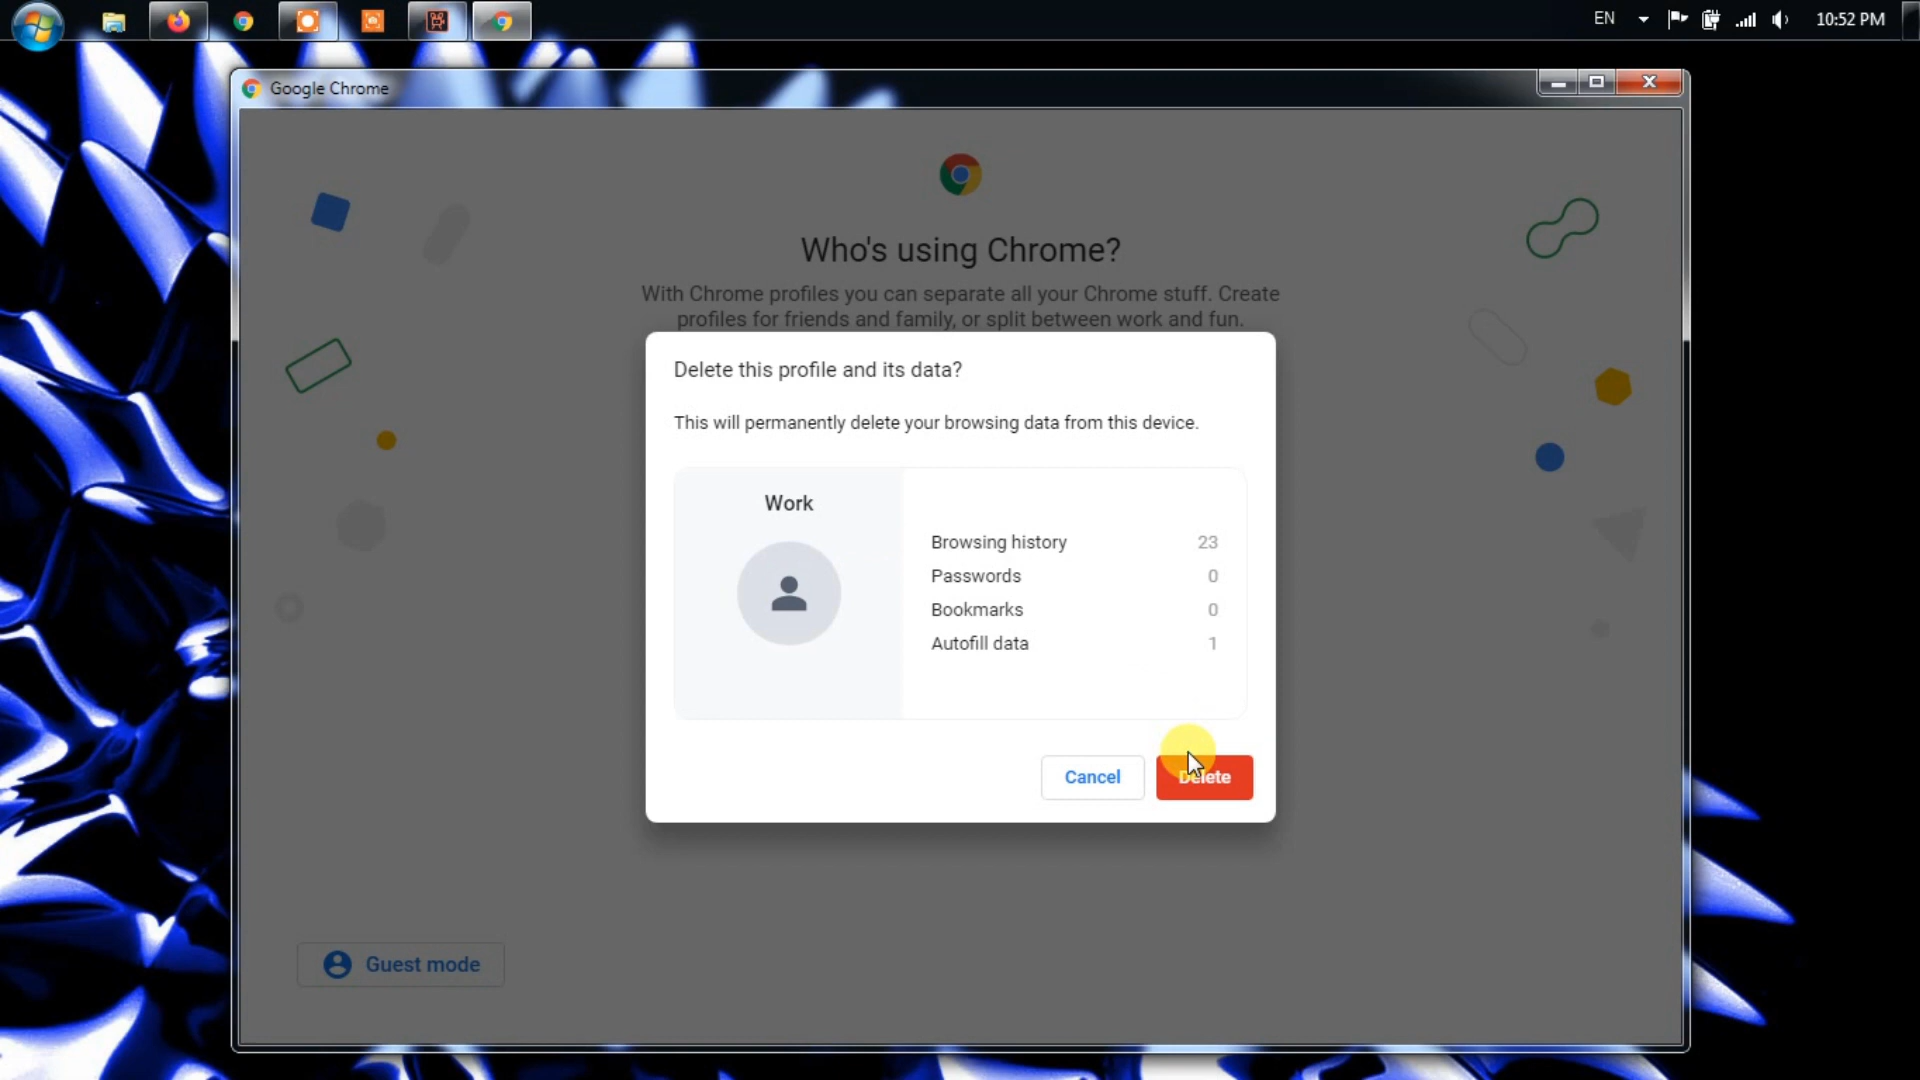 EN
10:52 PM
Google Chrome
Who's using Chrome?
With Chrome profiles you can separate all your Chrome stuff. Create
profiles for friends and family, or split between work and fun.
Delete this profile and its data?
This will permanently delete your browsing data from this device.
Work
Browsing history 23
Passwords 0
Bookmarks 0
Autofill data 1
Cancel
Delete
Guest mode